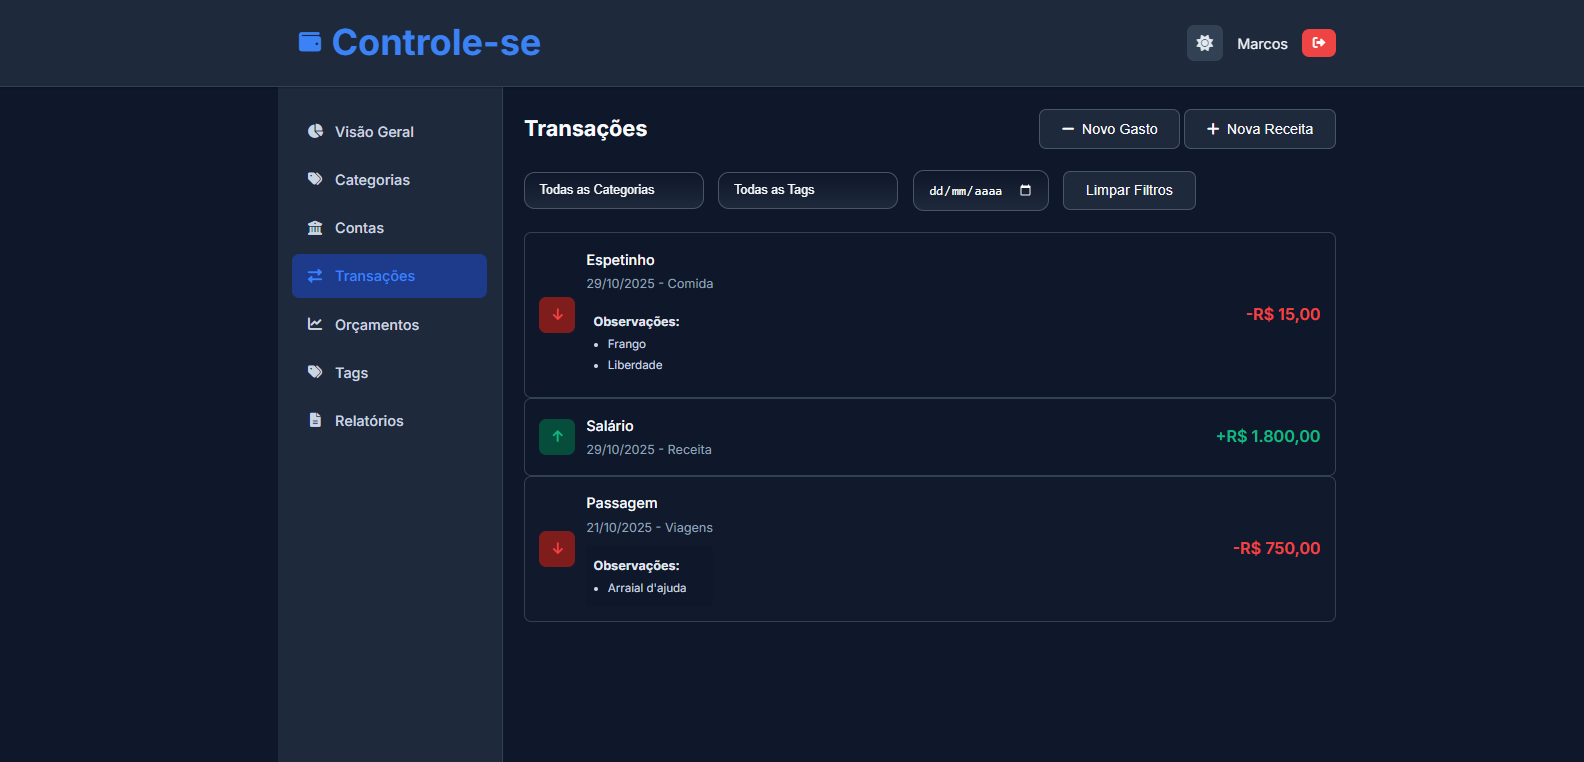 Controle-se
Marcos
Visão Geral
Categorias
Contas
Transações
Orçamentos
Tags
Relatórios
Transações
Novo Gasto
Nova Receita
Todas as Categorias
Todas as Tags
dd/mm/aaaa
Limpar Filtros
Espetinho
29/10/2025 - Comida
Observações:
Frango
Liberdade
-R$ 15,00
Salário
29/10/2025 - Receita
+R$ 1.800,00
Passagem
21/10/2025 - Viagens
Observações:
Arraial d'ajuda
-R$ 750,00